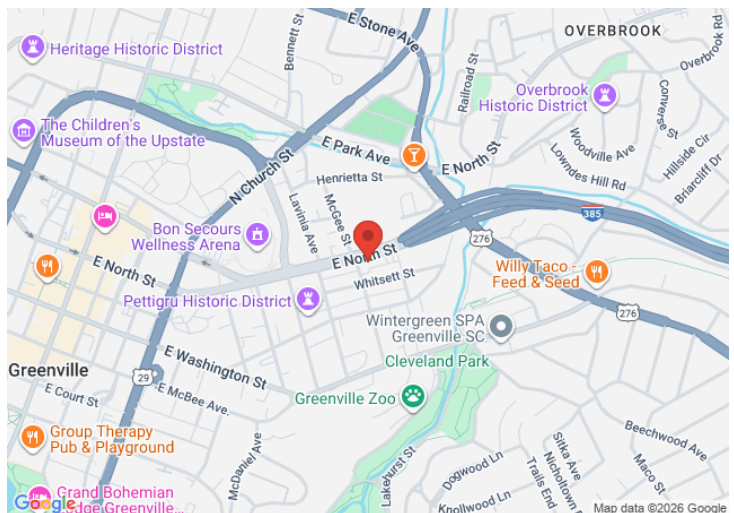 OVERBROOK
Overbrook Rd
E Stone Ave
Bennett St
Heritage Historic District
Railroad St
Overbrook
Historic District
Converse St
The Children's
Museum of the Upstate
Woodville Ave
Hillside Cir
Briarcliff Dr
E Park Ave
E North St
Lowndes Hill Rd
N Church St
Henrietta St
Lavinia Ave
McGee St
385
Bon Secours
Wellness Arena
276
E North St
E North St
Willy Taco -
Feed & Seed
Whitsett St
Pettigru Historic District
276
Wintergreen SPA
Greenville SC
E Washington St
Cleveland Park
Greenville
29
E McBee Ave.
E Court St
Greenville Zoo
Group Therapy
Pub & Playground
McDaniel Ave
Beechwood Ave
Sitka Ave
Nicholtown Rd
Trails End
Maco St
Dogwood Ln
Lakehurst St
Knollwood Ln
Grand Bohemian
Lodge Greenville...
Google
Map data ©2026 Google